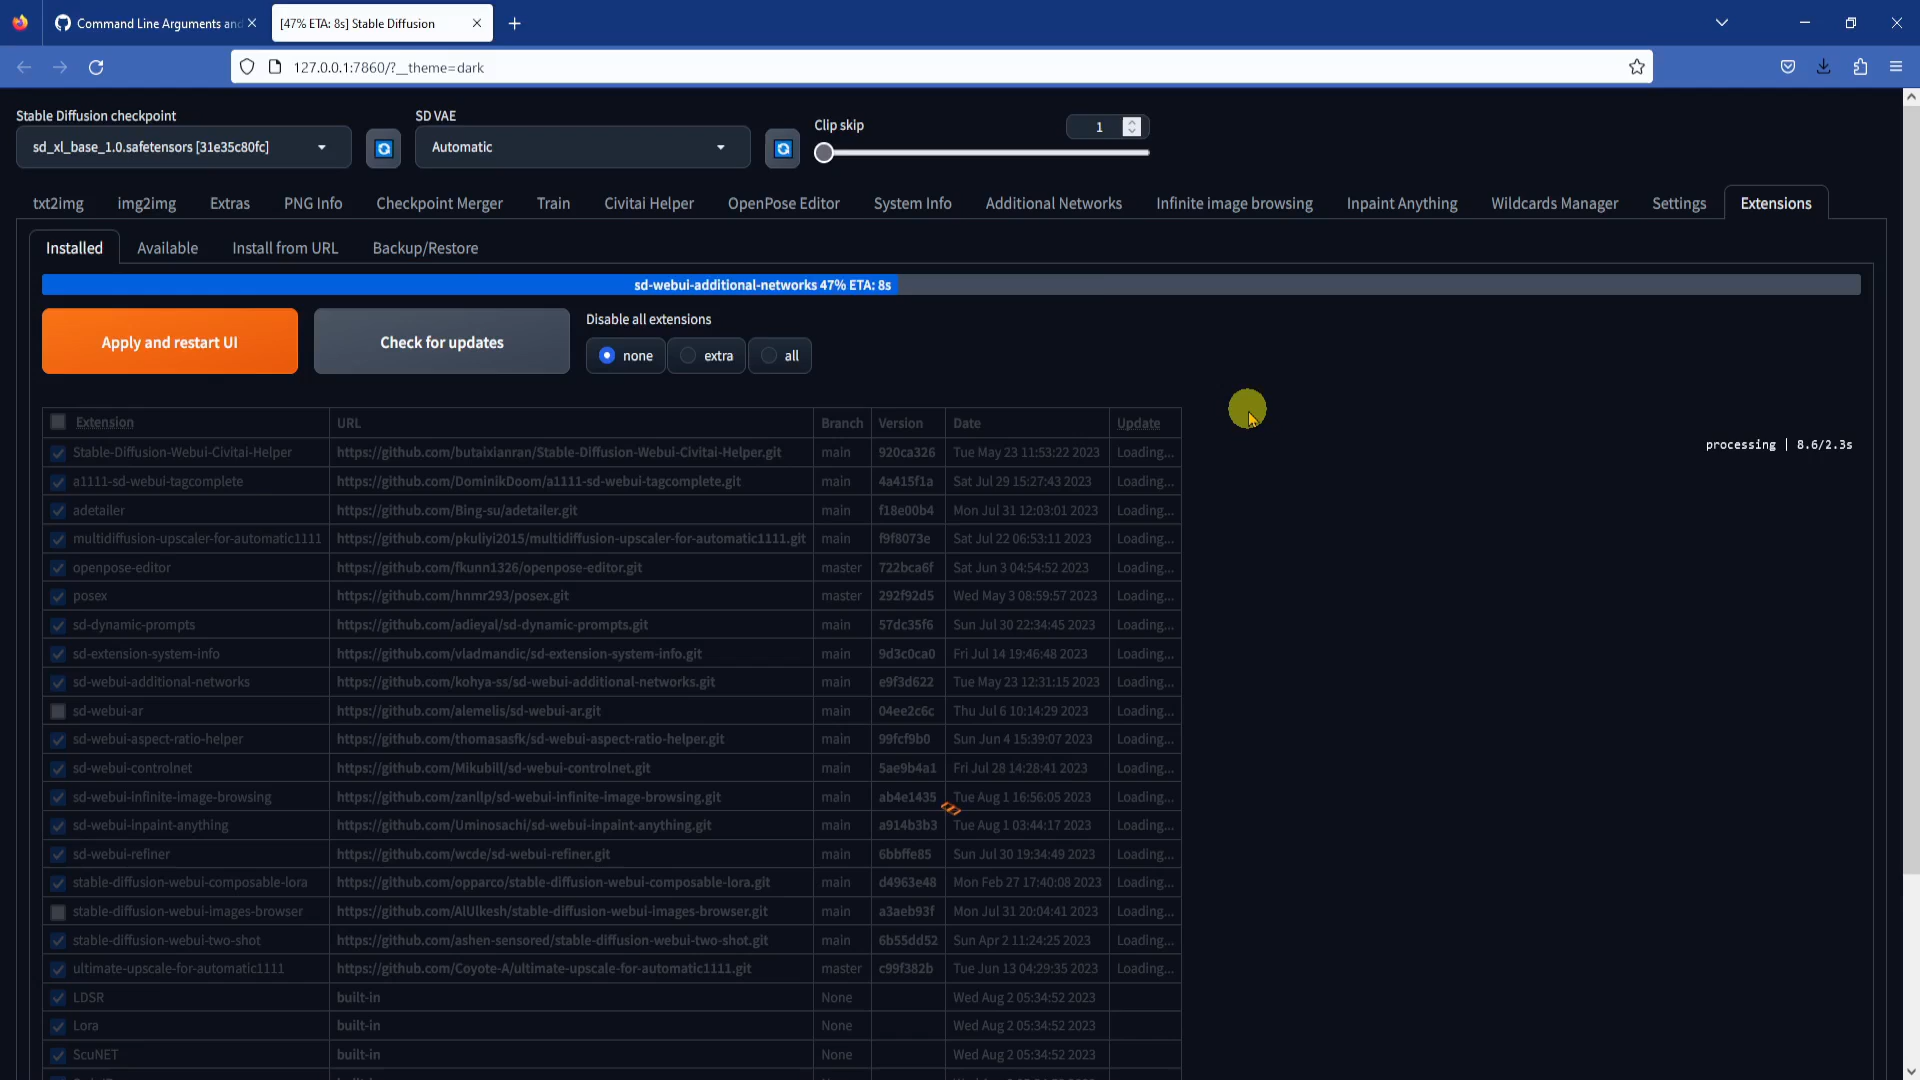 Command Line Arguments and
[47% ETA: 8s] Stable Diffusion
127.0.0.1:7860/?__theme=dark
Stable Diffusion checkpoint
SD VAE
Clip skip
1
sd_xl_base_1.0.safetensors [31e35c80fc]
Automatic
txt2img img2img Extras PNG Info Checkpoint Merger Train Civitai Helper OpenPose Editor System Info Additional Networks Infinite image browsing Inpaint Anything Wildcards Manager Settings Extensions
Installed Available Install from URL Backup/Restore
sd-webui-additional-networks 47% ETA: 8s
Apply and restart UI
Check for updates
Disable all extensions
none extra all
processing | 8.6/2.3s
Extension URL Branch Version Date Update
Stable-Diffusion-Webui-Civitai-Helper https://github.com/butaixianran/Stable-Diffusion-Webui-Civitai-Helper.git main 920ca326 Tue May 23 11:53:22 2023 Loading...
a1111-sd-webui-tagcomplete https://github.com/DominikDoom/a1111-sd-webui-tagcomplete.git main 4a415f1a Sat Jul 29 15:27:43 2023 Loading...
adetailer https://github.com/Bing-su/adetailer.git main f18e00b4 Mon Jul 31 12:03:01 2023 Loading...
multidiffusion-upscaler-for-automatic1111 https://github.com/pkuliyi2015/multidiffusion-upscaler-for-automatic1111.git main f9f8073e Sat Jul 22 06:53:11 2023 Loading...
openpose-editor https://github.com/fkunn1326/openpose-editor.git master 722bca6f Sat Jun 3 04:54:52 2023 Loading...
posex https://github.com/hnmr293/posex.git master 292f92d5 Wed May 3 08:59:57 2023 Loading...
sd-dynamic-prompts https://github.com/adieyal/sd-dynamic-prompts.git main 57dc35f6 Sun Jul 30 22:34:45 2023 Loading...
sd-extension-system-info https://github.com/vladmandic/sd-extension-system-info.git main 9d3c0ca0 Fri Jul 14 19:46:48 2023 Loading...
sd-webui-additional-networks https://github.com/kohya-ss/sd-webui-additional-networks.git main e9f3d622 Tue May 23 12:31:15 2023 Loading...
sd-webui-ar https://github.com/alemelis/sd-webui-ar.git main 04ee2c6c Thu Jul 6 10:14:29 2023 Loading...
sd-webui-aspect-ratio-helper https://github.com/thomasasfk/sd-webui-aspect-ratio-helper.git main 99fcf9b0 Sun Jun 4 15:39:07 2023 Loading...
sd-webui-controlnet https://github.com/Mikubill/sd-webui-controlnet.git main 5ae9b4a1 Fri Jul 28 14:28:41 2023 Loading...
sd-webui-infinite-image-browsing https://github.com/zanllp/sd-webui-infinite-image-browsing.git main ab4e1435 Tue Aug 1 16:56:05 2023 Loading...
sd-webui-inpaint-anything https://github.com/Uminosachi/sd-webui-inpaint-anything.git main a914b3b3 Tue Aug 1 03:44:17 2023 Loading...
sd-webui-refiner https://github.com/wcde/sd-webui-refiner.git main 6bbffe85 Sun Jul 30 19:34:49 2023 Loading...
stable-diffusion-webui-composable-lora https://github.com/opparco/stable-diffusion-webui-composable-lora.git main d4963e48 Mon Feb 27 17:40:08 2023 Loading...
stable-diffusion-webui-images-browser https://github.com/AlUlkesh/stable-diffusion-webui-images-browser.git main a3aeb93f Mon Jul 31 20:04:41 2023 Loading...
stable-diffusion-webui-two-shot https://github.com/ashen-sensored/stable-diffusion-webui-two-shot.git main 6b55dd52 Sun Apr 2 11:24:25 2023 Loading...
ultimate-upscale-for-automatic1111 https://github.com/Coyote-A/ultimate-upscale-for-automatic1111.git master c99f382b Tue Jun 13 04:29:35 2023 Loading...
LDSR built-in None Wed Aug 2 05:34:52 2023
Lora built-in None Wed Aug 2 05:34:52 2023
ScuNET built-in None Wed Aug 2 05:34:52 2023